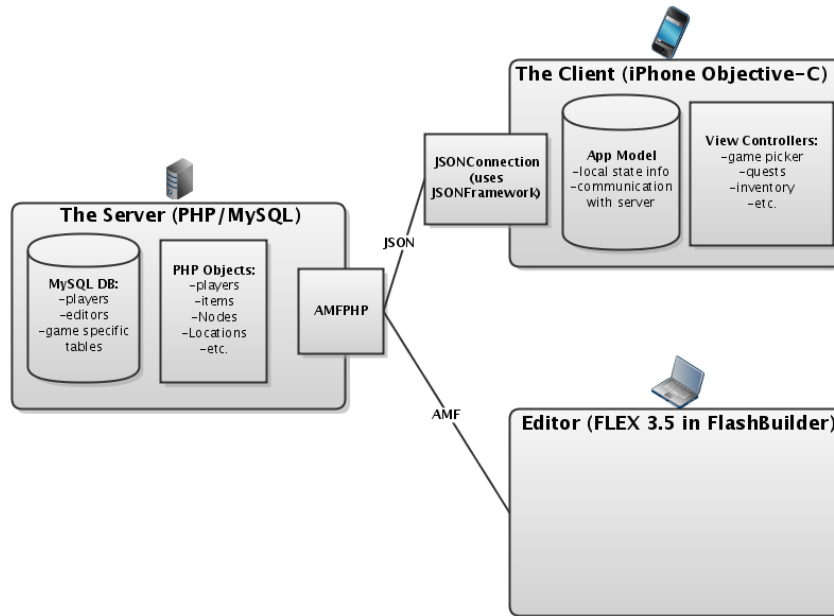 The Client (iPhone Objective-C)
JSONConnection
(uses
JSONFramework)
App Model
-local state info
-communication
with server
View Controllers:
-game picker
-quests
-inventory
-etc.
The Server (PHP/MySQL)
MySQL DB:
-players
-editors
-game specific
tables
PHP Objects:
-players
-items
-Nodes
-Locations
-etc.
AMFPHP
JSON
AMF
Editor (FLEX 3.5 in FlashBuilder)